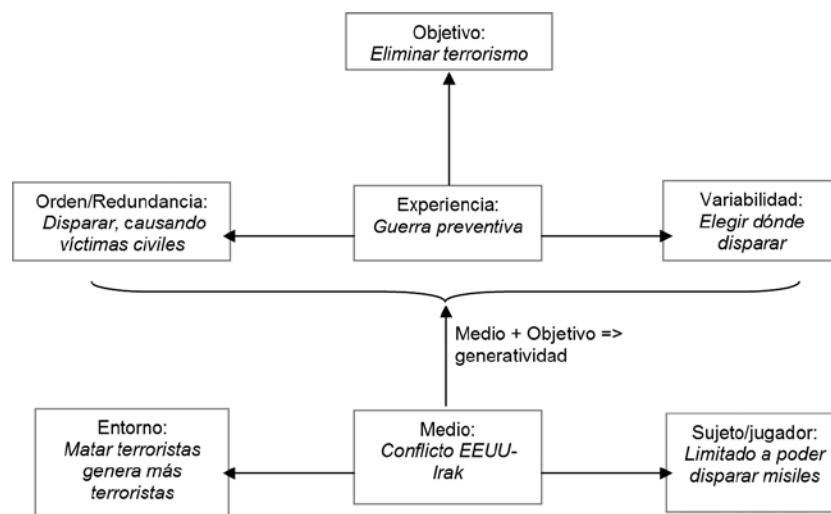 Objetivo:
Eliminar terrorismo
Orden/Redundancia:
Disparar, causando
víctimas civiles
Experiencia:
Guerra preventiva
Variabilidad:
Elegir dónde
disparar
Medio + Objetivo =>
generatividad
Entorno:
Matar terroristas
genera más
terroristas
Medio:
Conflicto EEUU-
Irak
Sujeto/jugador:
Limitado a poder
disparar misiles